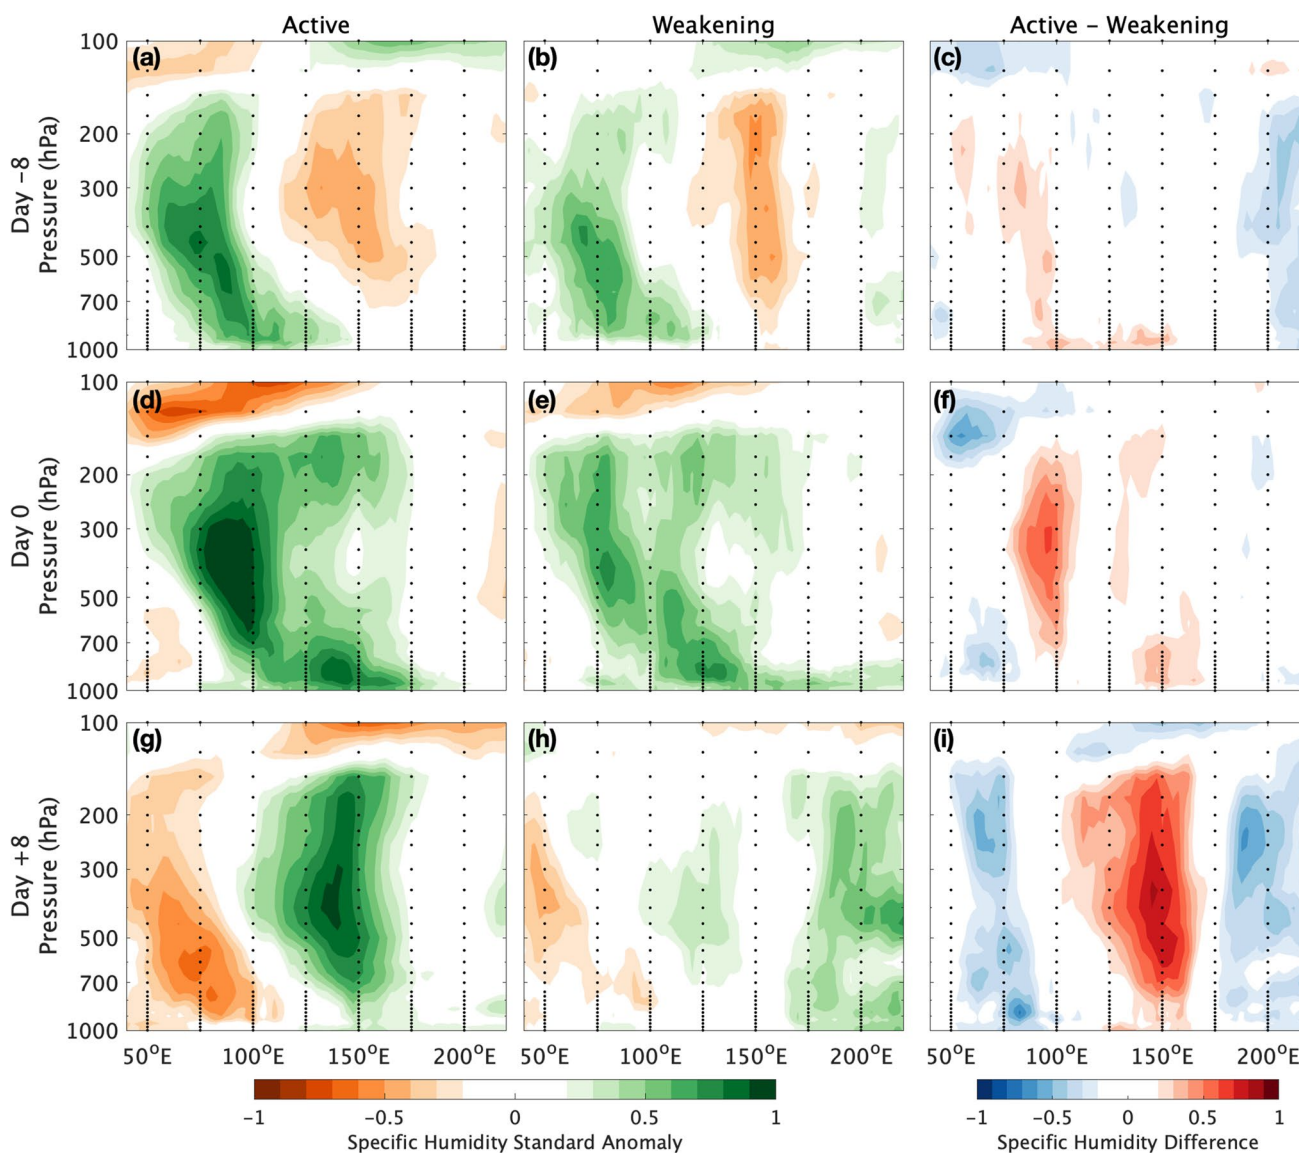 Active Weakening Active – Weakening
(a) (b) (c)
Day −8
Pressure (hPa)
100
200
300
500
700
1000
(d) (e) (f)
Day 0
Pressure (hPa)
100
200
300
500
700
1000
(g) (h) (i)
Day +8
Pressure (hPa)
100
200
300
500
700
1000
50°E 100°E 150°E 200°E 50°E 100°E 150°E 200°E 50°E 100°E 150°E 200°E
−1 −0.5 0 0.5 1 −1 −0.5 0 0.5 1
Specific Humidity Standard Anomaly Specific Humidity Difference